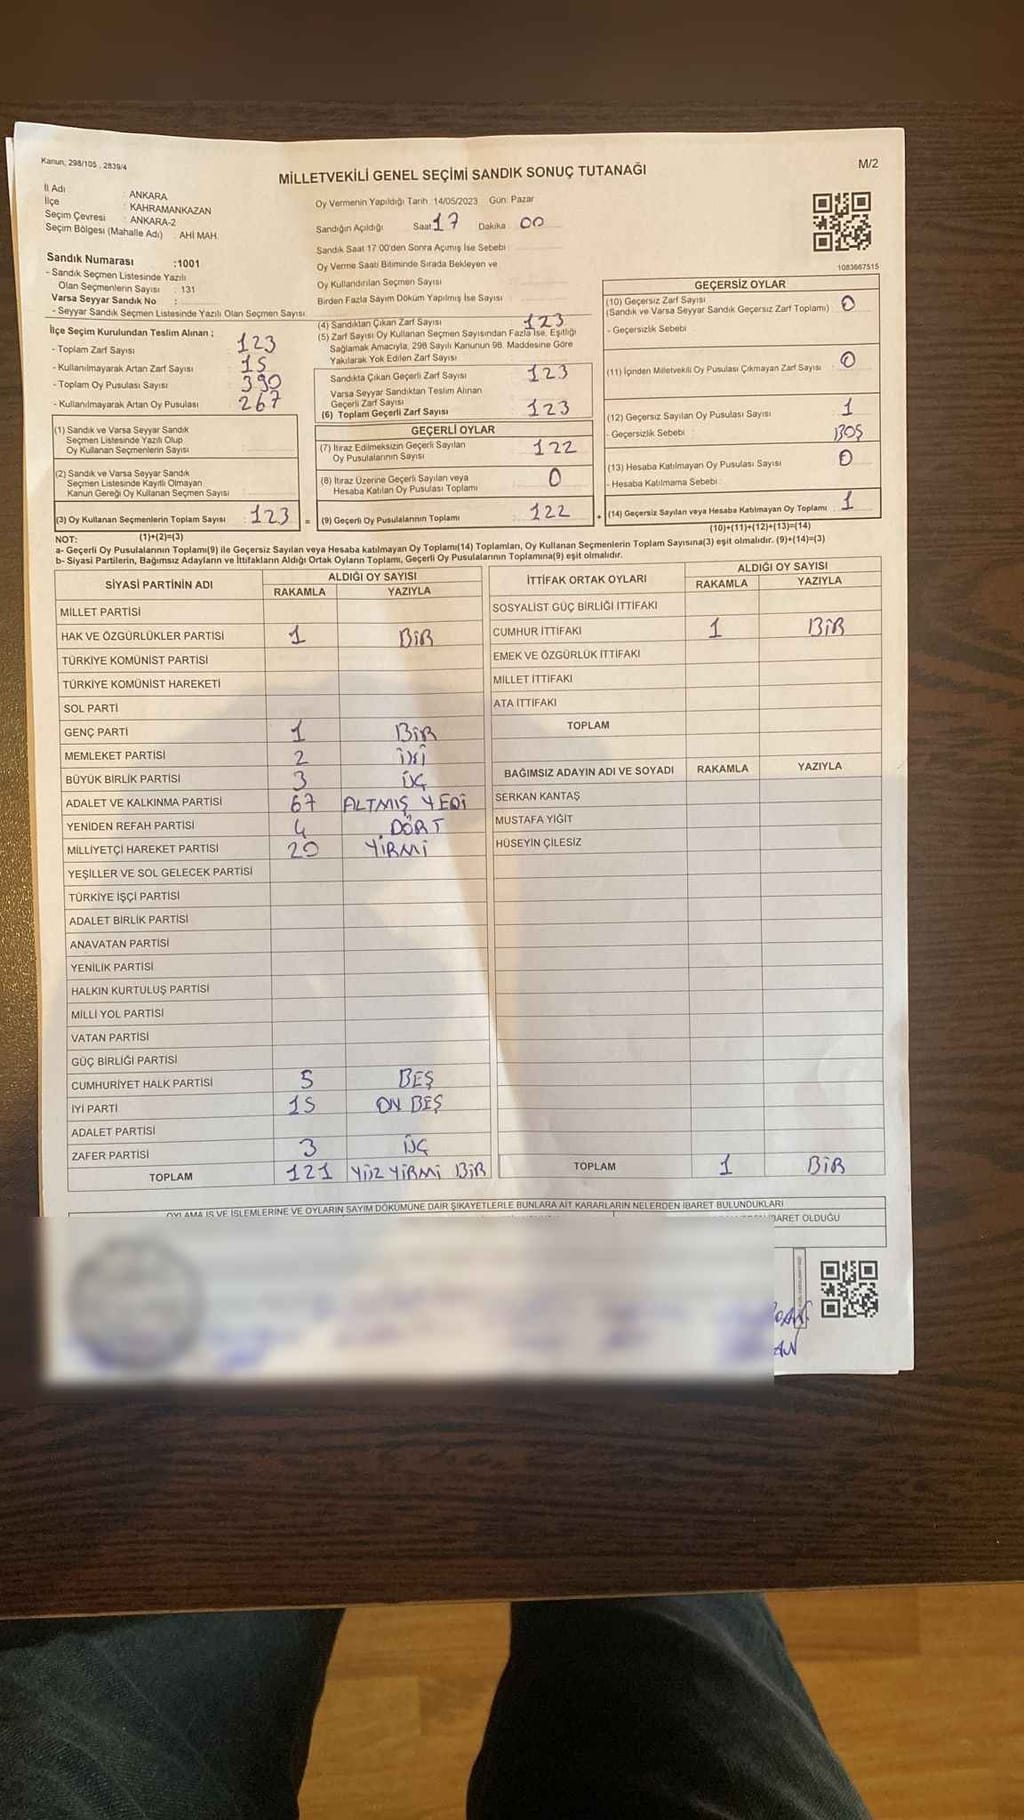 Kanun: 298/105 , 2839/4
M/2
MİLLETVEKİLİ GENEL SEÇİMİ SANDIK SONUÇ TUTANAĞI
İl Adı : ANKARA
İlçe : KAHRAMANKAZAN
Seçim Çevresi : ANKARA-2
Seçim Bölgesi (Mahalle Adı) : AHİ MAH.
Sandık Numarası :1001
- Sandık Seçmen Listesinde Yazılı
Olan Seçmenlerin Sayısı : 131
Varsa Seyyar Sandık No :
- Seyyar Sandık Seçmen Listesinde Yazılı Olan Seçmen Sayısı
Oy Vermenin Yapıldığı Tarih 14/05/2023 Gün: Pazar
Sandığın Açıldığı Saat 17 Dakika 00
Sandık Saat 17:00'den Sonra Açımış İse Sebebi
Oy Verme Saati Bitiminde Sırada Bekleyen ve
Oy Kullandırılan Seçmen Sayısı
Birden Fazla Sayım Döküm Yapılmış İse Sayısı
1083667515
İlçe Seçim Kurulundan Teslim Alınan ;
- Toplam Zarf Sayısı 123
- Kullanılmayarak Artan Zarf Sayısı 15
- Toplam Oy Pusulası Sayısı 390
- Kullanılmayarak Artan Oy Pusulası 267
(1) Sandık ve Varsa Seyyar Sandık
Seçmen Listesinde Yazılı Olup
Oy Kullanan Seçmenlerin Sayısı
(2) Sandık ve Varsa Seyyar Sandık
Seçmen Listesinde Kayıtlı Olmayan
Kanun Gereği Oy Kullanan Seçmen Sayısı
(3) Oy Kullanan Seçmenlerin Toplam Sayısı 123 =
(1)+(2)=(3)
(4) Sandıktan Çıkan Zarf Sayısı 123
(5) Zarf Sayısı Oy Kullanan Seçmen Sayısından Fazla İse, Eşitliği
Sağlamak Amacıyla, 298 Sayılı Kanunun 98. Maddesine Göre
Yakılarak Yok Edilen Zarf Sayısı
Sandıkta Çıkan Geçerli Zarf Sayısı 123
Varsa Seyyar Sandıktan Teslim Alınan
Geçerli Zarf Sayısı
(6) Toplam Geçerli Zarf Sayısı 123
GEÇERLİ OYLAR
(7) İtiraz Edilmeksizin Geçerli Sayılan
Oy Pusulalarının Sayısı 122
(8) İtiraz Üzerine Geçerli Sayılan veya
Hesaba Katılan Oy Pusulası Toplamı 0
(9) Geçerli Oy Pusulalarının Toplamı 122 +
GEÇERSİZ OYLAR
(10) Geçersiz Zarf Sayısı
(Sandık ve Varsa Seyyar Sandık Geçersiz Zarf Toplamı) 0
- Geçersizlik Sebebi
(11) İçinden Milletvekili Oy Pusulası Çıkmayan Zarf Sayısı 0
(12) Geçersiz Sayılan Oy Pusulası Sayısı 1
- Geçersizlik Sebebi BOŞ
(13) Hesaba Katılmayan Oy Pusulası Sayısı 0
- Hesaba Katılmama Sebebi
(14) Geçersiz Sayılan veya Hesaba Katılmayan Oy Toplamı 1
(10)+(11)+(12)+(13)=(14)
NOT:
a- Geçerli Oy Pusulalarının Toplamı(9) ile Geçersiz Sayılan veya Hesaba katılmayan Oy Toplamı(14) Toplamları, Oy Kullanan Seçmenlerin Toplam Sayısına(3) eşit olmalıdır. (9)+(14)=(3)
b- Siyasi Partilerin, Bağımsız Adayların ve İttifakların Aldığı Ortak Oyların Toplamı, Geçerli Oy Pusulalarının Toplamına(9) eşit olmalıdır.
SİYASİ PARTİNİN ADI ALDIĞI OY SAYISI
RAKAMLA YAZIYLA
MİLLET PARTİSİ
HAK VE ÖZGÜRLÜKLER PARTİSİ 1 BİR
TÜRKİYE KOMÜNİST PARTİSİ
TÜRKİYE KOMÜNİST HAREKETİ
SOL PARTİ
GENÇ PARTİ 1 BİR
MEMLEKET PARTİSİ 2 İKİ
BÜYÜK BİRLİK PARTİSİ 3 ÜÇ
ADALET VE KALKINMA PARTİSİ 67 ALTMIŞ YEDİ
YENİDEN REFAH PARTİSİ 4 DÖRT
MİLLİYETÇİ HAREKET PARTİSİ 20 YİRMİ
YEŞİLLER VE SOL GELECEK PARTİSİ
TÜRKİYE İŞÇİ PARTİSİ
ADALET BİRLİK PARTİSİ
ANAVATAN PARTİSİ
YENİLİK PARTİSİ
HALKIN KURTULUŞ PARTİSİ
MİLLİ YOL PARTİSİ
VATAN PARTİSİ
GÜÇ BİRLİĞİ PARTİSİ
CUMHURİYET HALK PARTİSİ 5 BEŞ
İYİ PARTİ 15 ON BEŞ
ADALET PARTİSİ
ZAFER PARTİSİ 3 ÜÇ
TOPLAM 121 YÜZ YİRMİ BİR
İTTİFAK ORTAK OYLARI ALDIĞI OY SAYISI
RAKAMLA YAZIYLA
SOSYALİST GÜÇ BİRLİĞİ İTTİFAKI
CUMHUR İTTİFAKI 1 BİR
EMEK VE ÖZGÜRLÜK İTTİFAKI
MİLLET İTTİFAKI
ATA İTTİFAKI
TOPLAM
BAĞIMSIZ ADAYIN ADI VE SOYADI RAKAMLA YAZIYLA
SERKAN KANTAŞ
MUSTAFA YİĞİT
HÜSEYİN ÇİLESİZ
TOPLAM 1 BİR
OYLAMA İŞ VE İŞLEMLERİNE VE OYLARIN SAYIM DÖKÜMÜNE DAİR ŞİKAYETLERLE BUNLARA AİT KARARLARIN NELERDEN İBARET BULUNDUKLARI
İBARET OLDUĞU